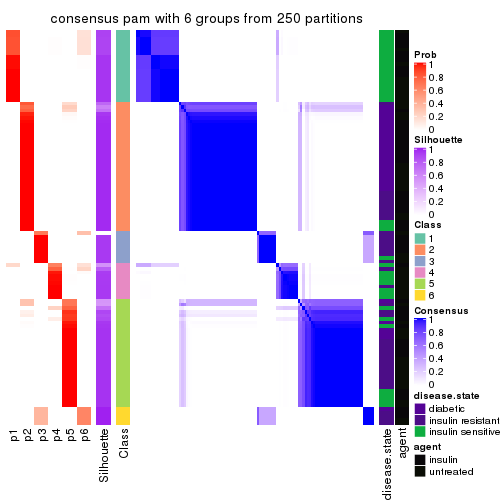 consensus pam with 6 groups from 250 partitions
p1
p2
p3
p4
p5
p6
Silhouette
Class
disease.state
agent
Prob
1
0.8
0.6
0.4
0.2
0
Silhouette
1
0.8
0.6
0.4
0.2
0
Class
1
2
3
4
5
6
Consensus
1
0.8
0.6
0.4
0.2
0
disease.state
diabetic
insulin resistant
insulin sensitive
agent
insulin
untreated